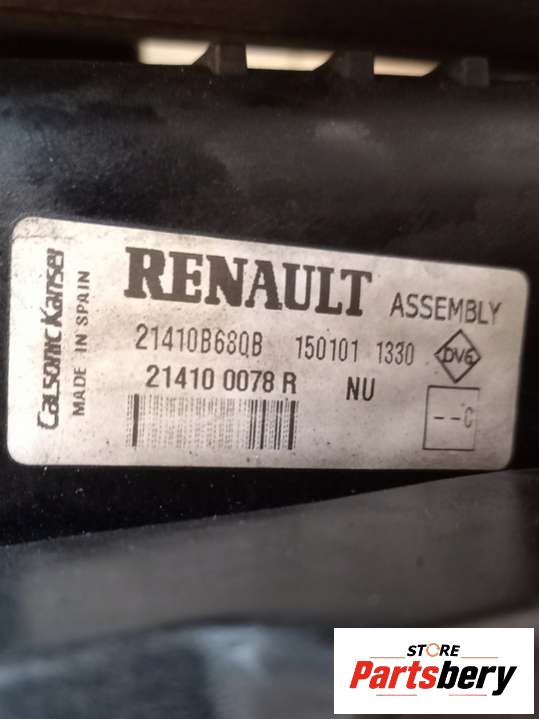 Calsonic Kansei
MADE IN SPAIN
RENAULT ASSEMBLY
21410B680B 150101 1330 DV6
21410 0078 R NU
--C
STORE
Partsbery